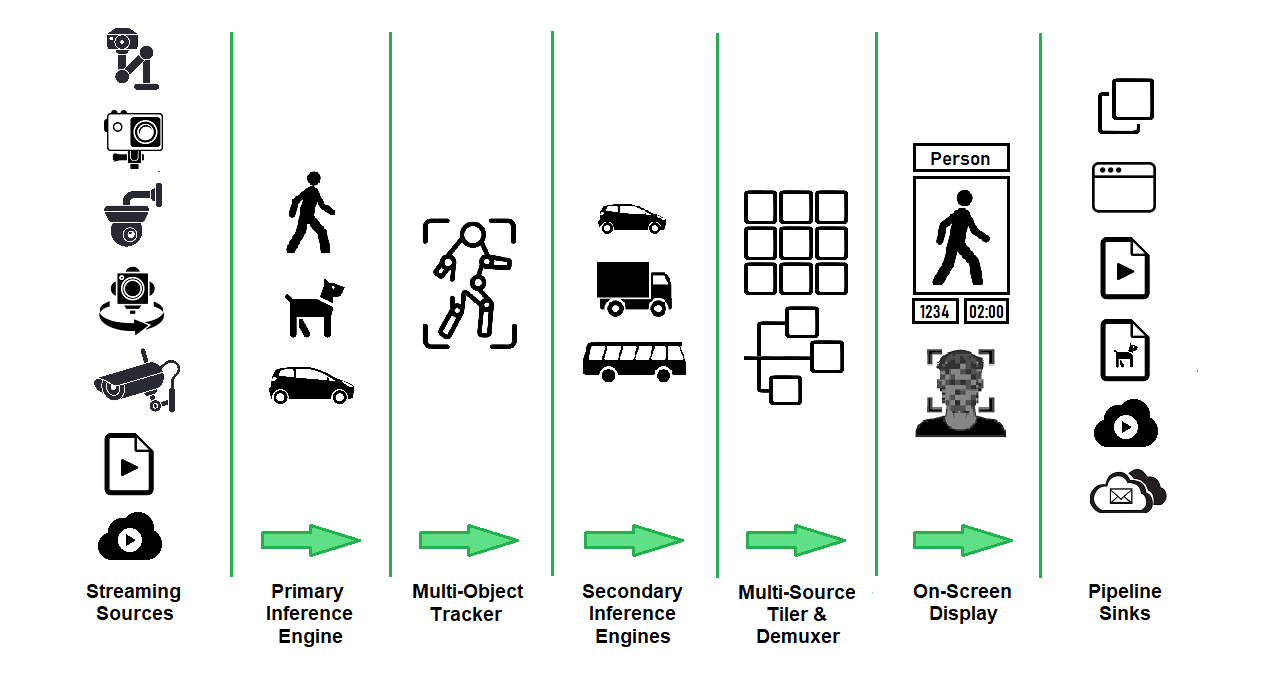 Person
1234
02:00
Streaming
Sources
Primary
Inference
Engine
Multi-Object
Tracker
Secondary
Inference
Engines
Multi-Source
Tiler &
Demuxer
On-Screen
Display
Pipeline
Sinks